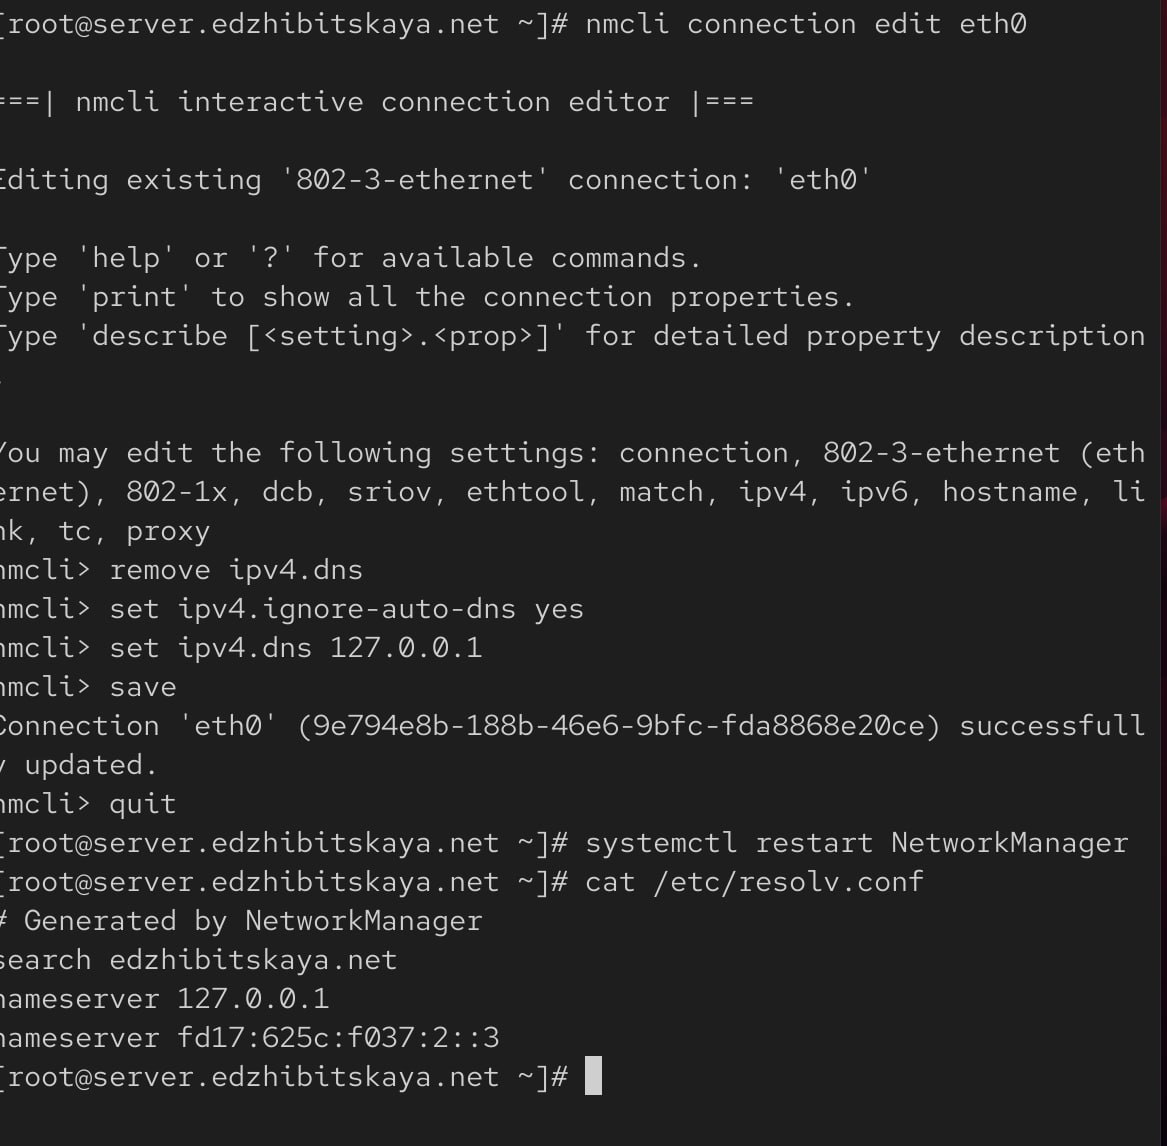 [root@server.edzhibitskaya.net ~]# nmcli connection edit eth0
===| nmcli interactive connection editor |===
Editing existing '802-3-ethernet' connection: 'eth0'
Type 'help' or '?' for available commands.
Type 'print' to show all the connection properties.
Type 'describe [<setting>.<prop>]' for detailed property description
.
You may edit the following settings: connection, 802-3-ethernet (eth
ernet), 802-1x, dcb, sriov, ethtool, match, ipv4, ipv6, hostname, li
nk, tc, proxy
nmcli> remove ipv4.dns
nmcli> set ipv4.ignore-auto-dns yes
nmcli> set ipv4.dns 127.0.0.1
nmcli> save
Connection 'eth0' (9e794e8b-188b-46e6-9bfc-fda8868e20ce) successfull
y updated.
nmcli> quit
[root@server.edzhibitskaya.net ~]# systemctl restart NetworkManager
[root@server.edzhibitskaya.net ~]# cat /etc/resolv.conf
# Generated by NetworkManager
search edzhibitskaya.net
nameserver 127.0.0.1
nameserver fd17:625c:f037:2::3
[root@server.edzhibitskaya.net ~]#